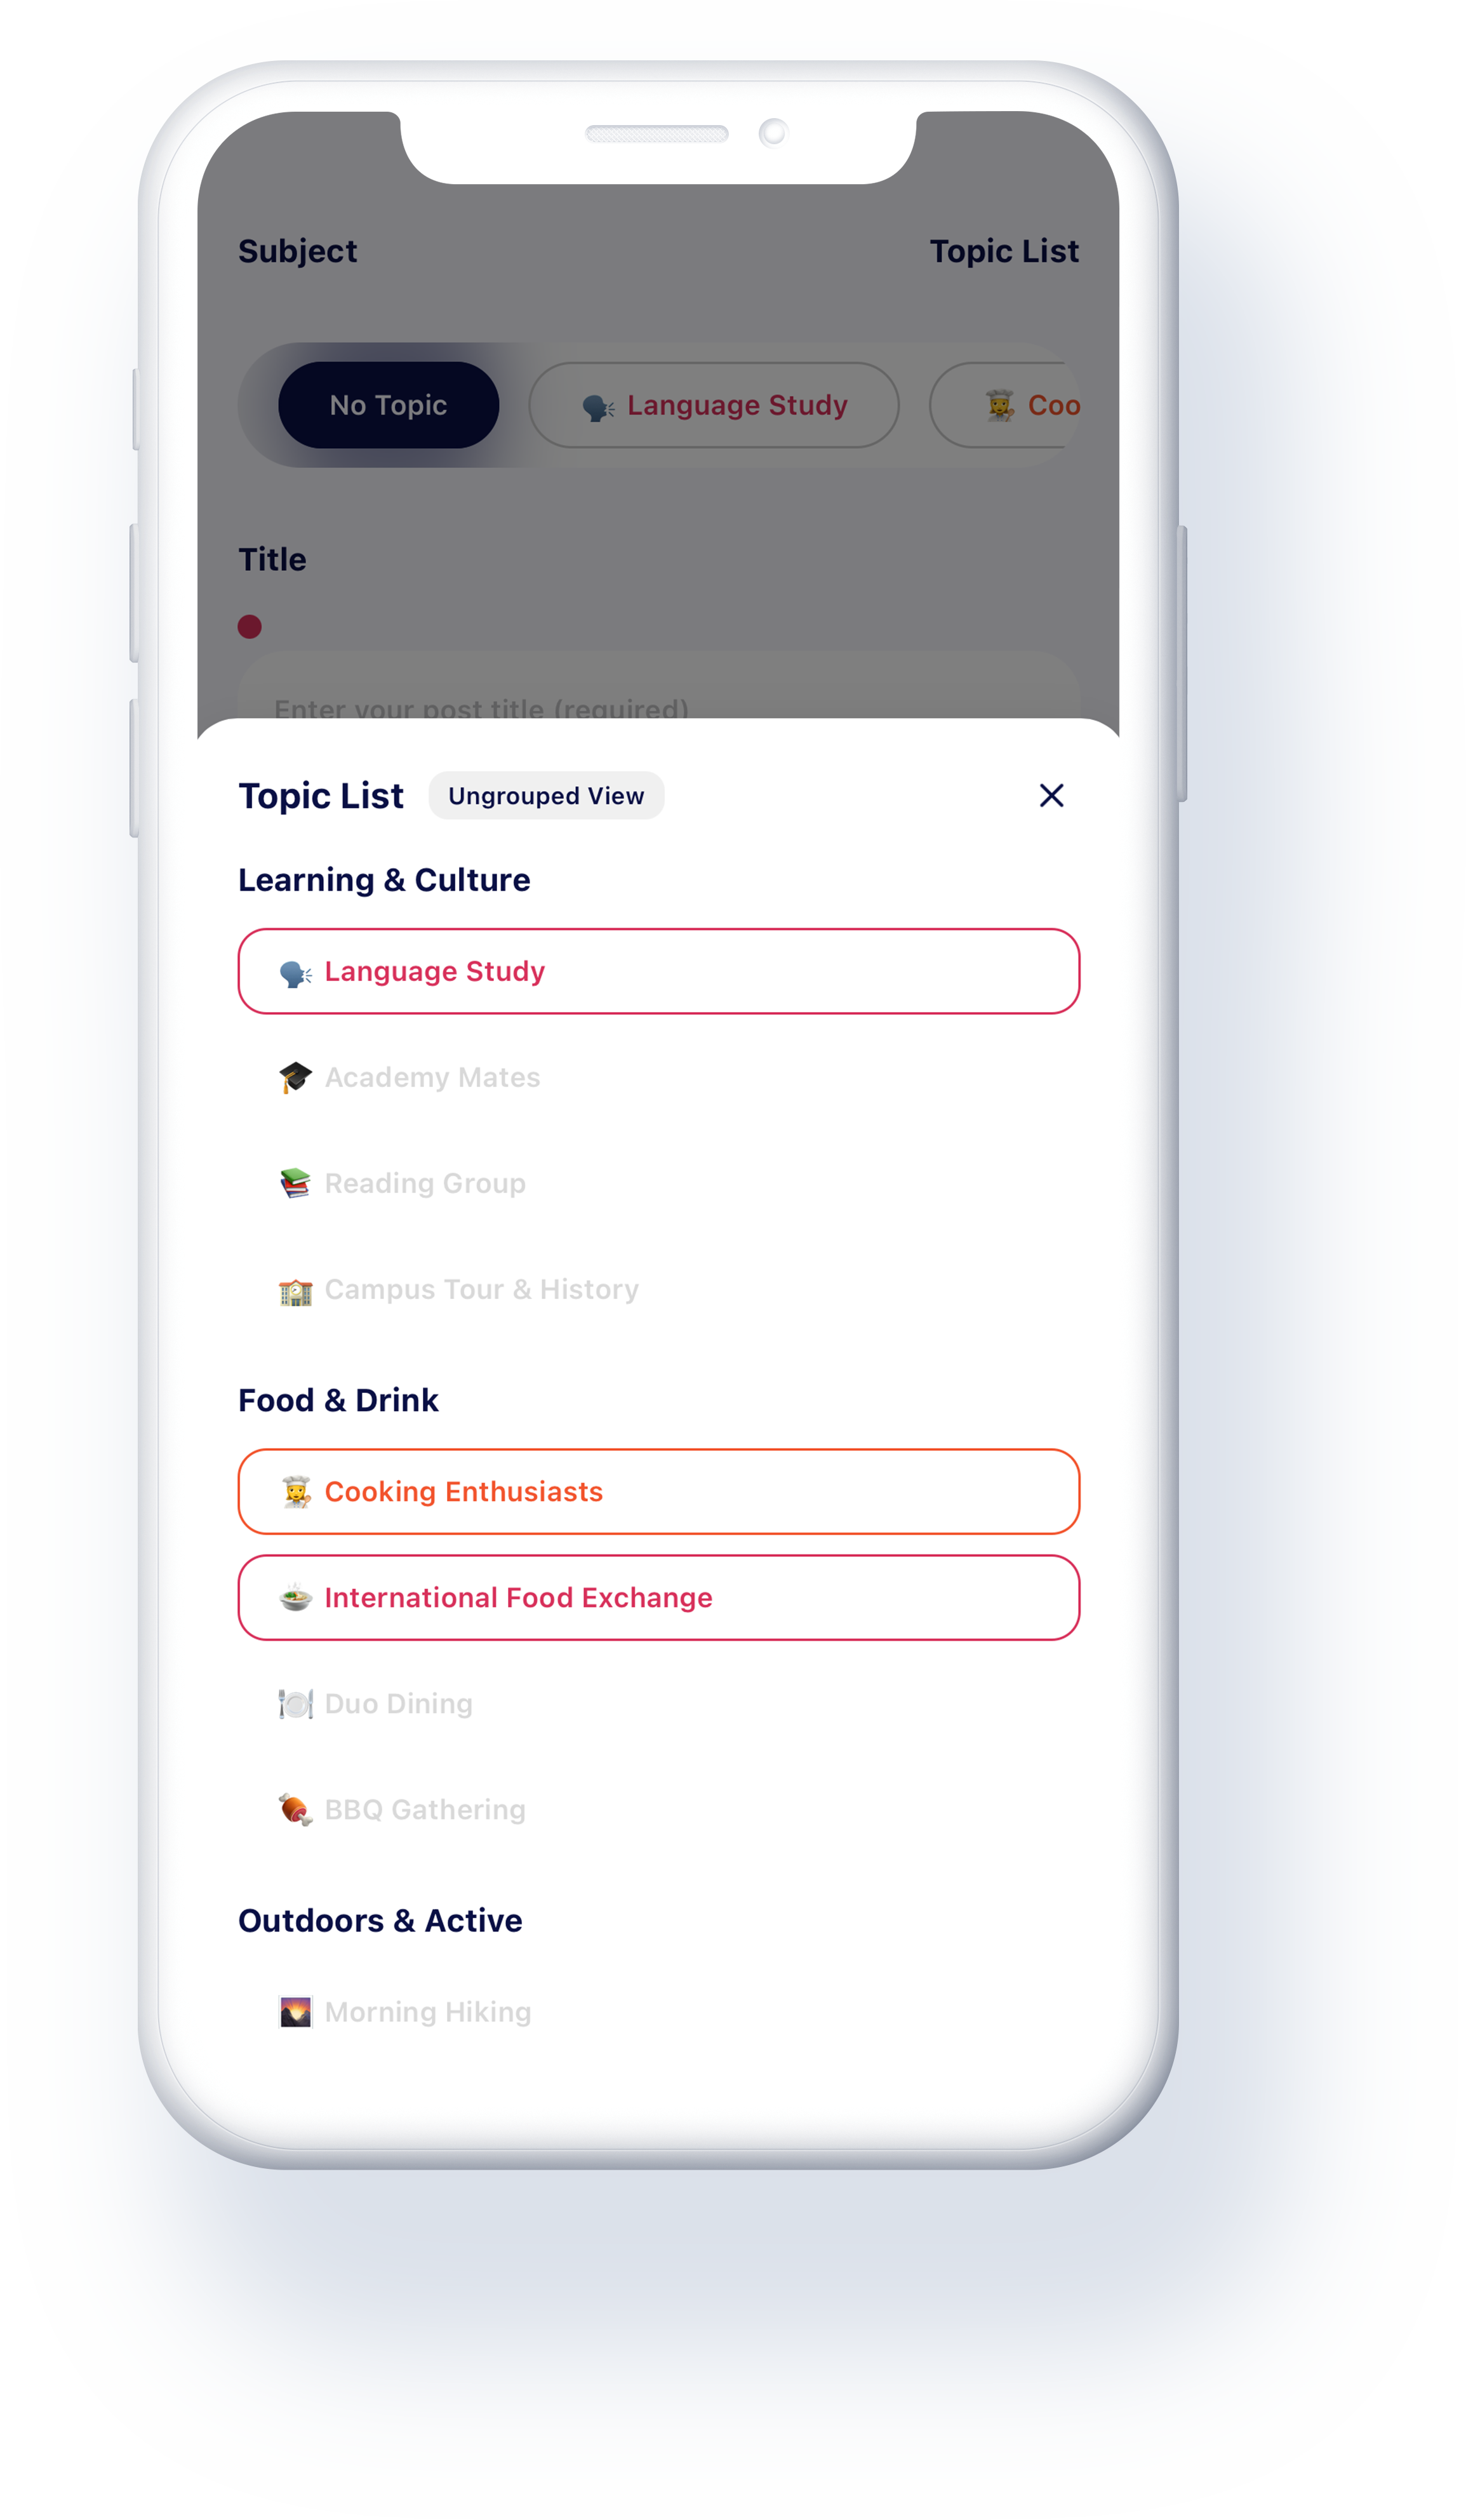 Subject
Topic List
No Topic
Language Study
Coo
Title
Enter your post title (required)
Topic List
Ungrouped View
Learning & Culture
Language Study
Academy Mates
Reading Group
Campus Tour & History
Food & Drink
Cooking Enthusiasts
International Food Exchange
Duo Dining
BBQ Gathering
Outdoors & Active
Morning Hiking